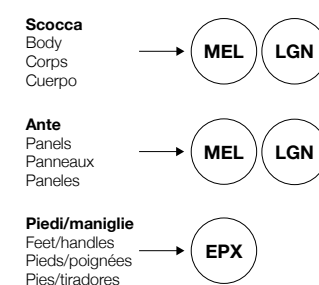 Scocca
Body
Corps
Cuerpo
MEL LGN
Ante
Panels
Panneaux
Paneles
MEL LGN
Piedi/maniglie
Feet/handles
Pieds/poignées
Pies/tiradores
EPX